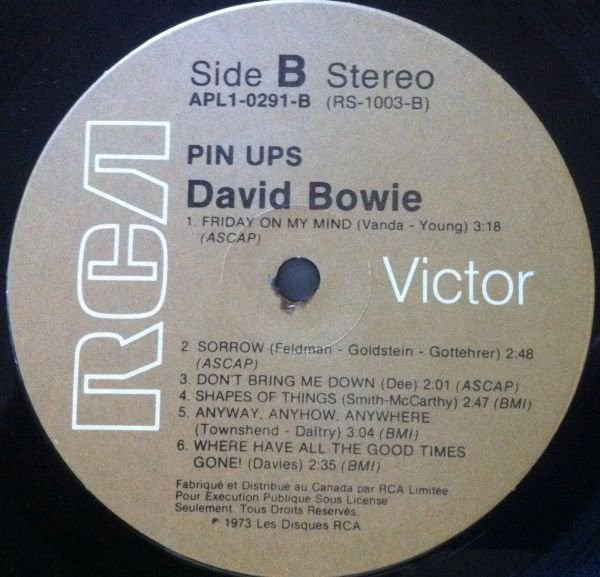 Side B Stereo
APL1-0291-B (RS-1003-B)
PIN UPS
David Bowie
1. FRIDAY ON MY MIND (Vanda - Young) 3:18
(ASCAP)
RCA
Victor
2. SORROW (Feldman - Goldstein - Gottehrer) 2:48
(ASCAP)
3. DON'T BRING ME DOWN (Dee) 2:01 (ASCAP)
4. SHAPES OF THINGS (Smith-McCarthy) 2:47 (BMI)
5. ANYWAY, ANYHOW, ANYWHERE
(Townshend - Daltry) 3:04 (BMI)
6. WHERE HAVE ALL THE GOOD TIMES
GONE! (Davies) 2:35 (BMI)
Fabriqué et Distribué au Canada par RCA Limitée
Pour Exécution Publique Sous License
Seulement. Tous Droits Réservés.
℗ 1973 Les Disques RCA